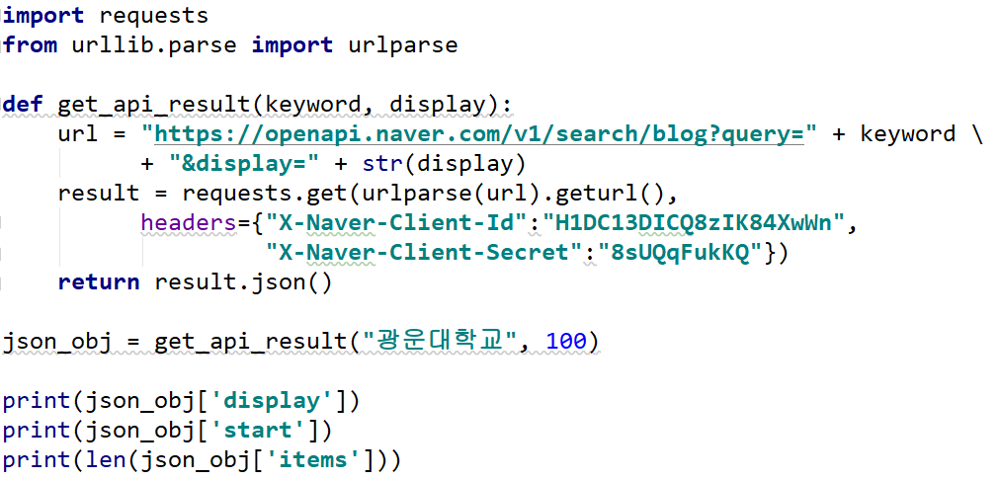 import requests
from urllib.parse import urlparse
def get_api_result(keyword, display):
url = "https://openapi.naver.com/v1/search/blog?query=" + keyword \
+ "&display=" + str(display)
result = requests.get(urlparse(url).geturl(),
headers={"X-Naver-Client-Id":"H1DC13DICQ8zIK84XwWn",
"X-Naver-Client-Secret":"8sUQqFukKQ"})
return result.json()
json_obj = get_api_result("광운대학교", 100)
print(json_obj['display'])
print(json_obj['start'])
print(len(json_obj['items']))